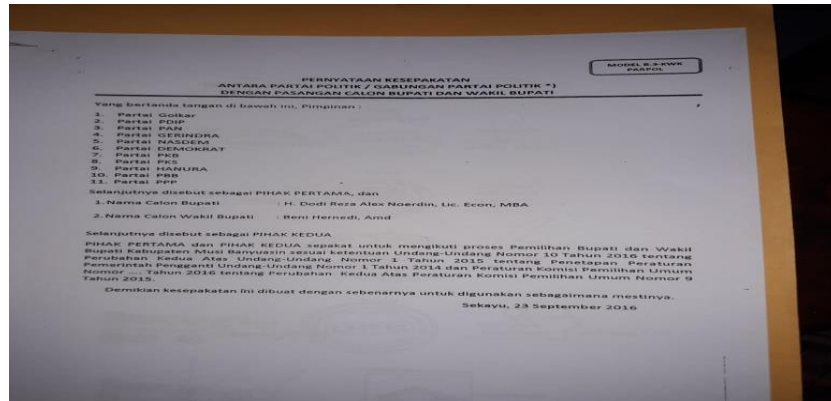 MODEL B.3-KWK
PARPOL
PERNYATAAN KESEPAKATAN
ANTARA PARTAI POLITIK / GABUNGAN PARTAI POLITIK *)
DENGAN PASANGAN CALON BUPATI DAN WAKIL BUPATI
Yang bertanda tangan di bawah ini, Pimpinan :
1. Partai Golkar
2. Partai PDIP
3. Partai PAN
4. Partai GERINDRA
5. Partai NASDEM
6. Partai DEMOKRAT
7. Partai PKB
8. Partai PKS
9. Partai HANURA
10. Partai PBB
11. Partai PPP
Selanjutnya disebut sebagai PIHAK PERTAMA, dan
1. Nama Calon Bupati : H. Dodi Reza Alex Noerdin, Lic. Econ, MBA
2. Nama Calon Wakil Bupati : Beni Hernedi, Amd
Selanjutnya disebut sebagai PIHAK KEDUA
PIHAK PERTAMA dan PIHAK KEDUA sepakat untuk mengikuti proses Pemilihan Bupati dan Wakil
Bupati Kabupaten Musi Banyuasin sesuai ketentuan Undang-Undang Nomor 10 Tahun 2016 tentang
Perubahan Kedua Atas Undang-Undang Nomor 1 Tahun 2015 tentang Penetapan Peraturan
Pemerintah Pengganti Undang-Undang Nomor 1 Tahun 2014 dan Peraturan Komisi Pemilihan Umum
Nomor .... Tahun 2016 tentang Perubahan Kedua Atas Peraturan Komisi Pemilihan Umum Nomor 9
Tahun 2015.
Demikian kesepakatan ini dibuat dengan sebenarnya untuk digunakan sebagaimana mestinya.
Sekayu, 23 September 2016